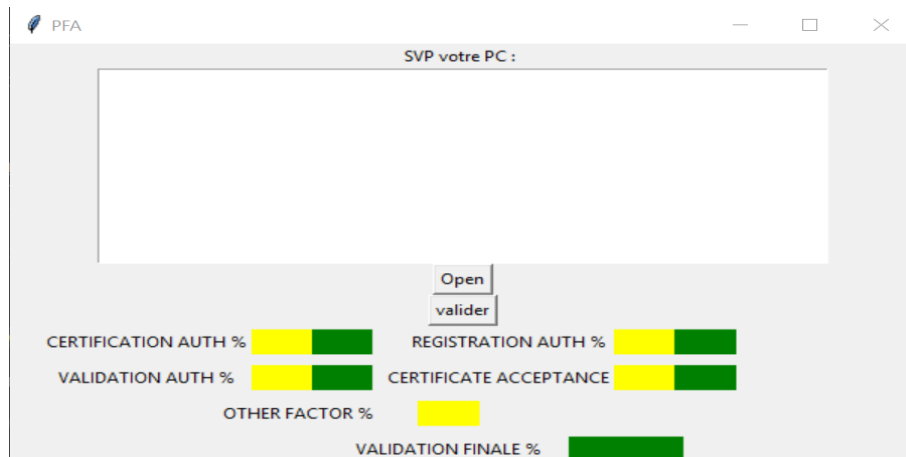 PFA
SVP votre PC :
Open
valider
CERTIFICATION AUTH % REGISTRATION AUTH %
VALIDATION AUTH % CERTIFICATE ACCEPTANCE
OTHER FACTOR %
VALIDATION FINALE %